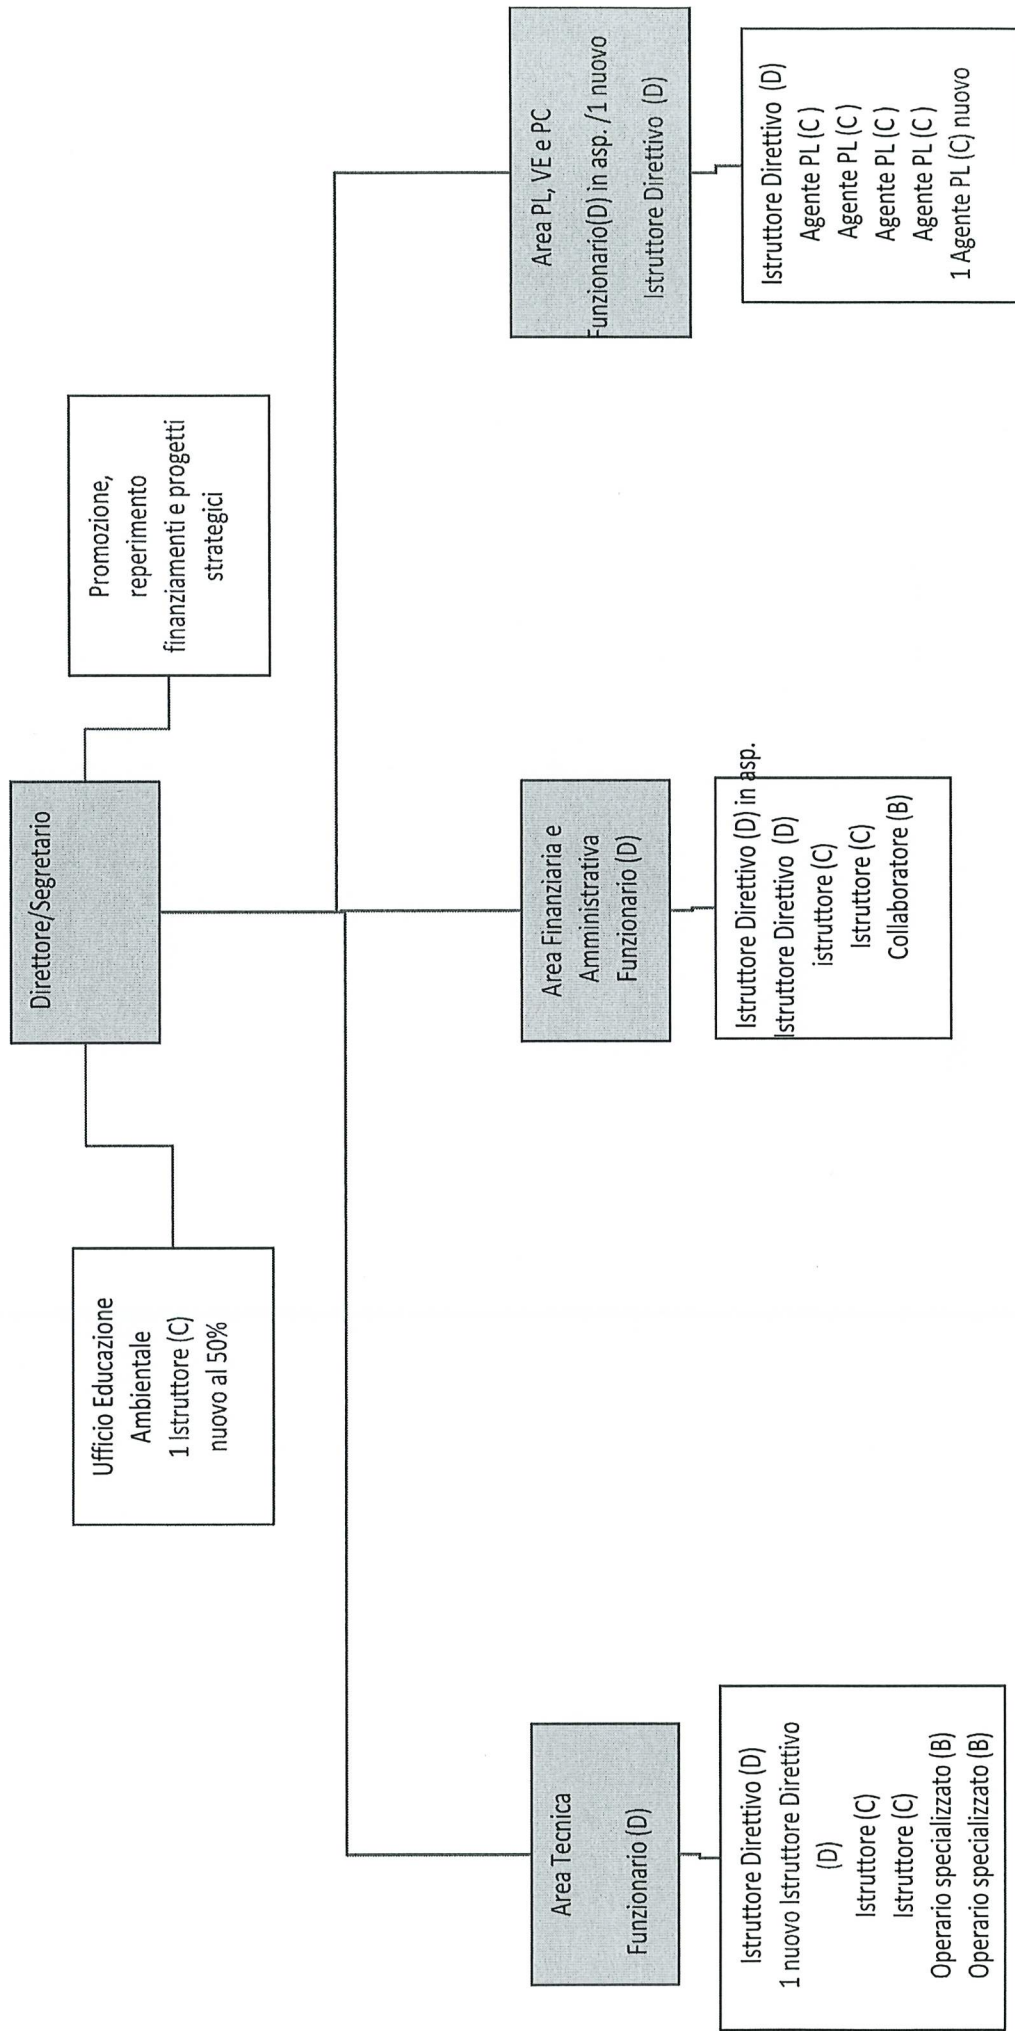 Direttore/Segretario
Ufficio Educazione
Ambientale
1 Istruttore (C)
nuovo al 50%
Promozione,
reperimento
finanziamenti e progetti
strategici
Area Tecnica
Funzionario (D)
Istruttore Direttivo (D)
1 nuovo Istruttore Direttivo
(D)
Istruttore (C)
Istruttore (C)
Operario specializzato (B)
Operario specializzato (B)
Area Finanziaria e
Amministrativa
Funzionario (D)
Istruttore Direttivo (D) in asp.
Istruttore Direttivo (D)
istruttore (C)
Istruttore (C)
Collaboratore (B)
Area PL, VE e PC
Funzionario(D) in asp. /1 nuovo
Istruttore Direttivo (D)
Istruttore Direttivo (D)
Agente PL (C)
Agente PL (C)
Agente PL (C)
Agente PL (C)
1 Agente PL (C) nuovo